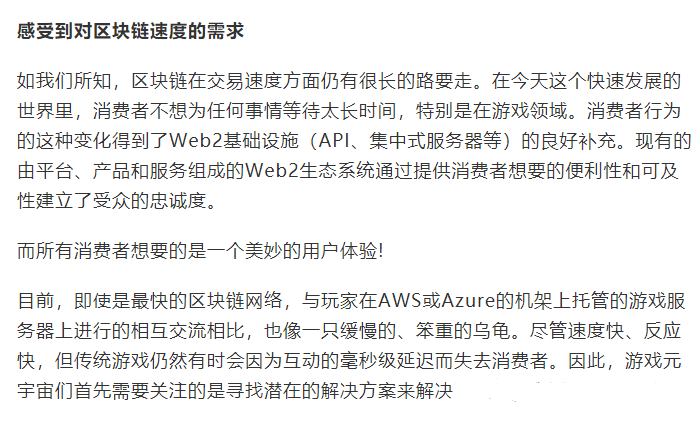 感受到对区块链速度的需求
如我们所知，区块链在交易速度方面仍有很长的路要走。在今天这个快速发展的
世界里，消费者不想为任何事情等待太长时间，特别是在游戏领域。消费者行为
的这种变化得到了Web2基础设施（API、集中式服务器等）的良好补充。现有的
由平台、产品和服务组成的Web2生态系统通过提供消费者想要的便利性和可及
性建立了受众的忠诚度。
而所有消费者想要的是一个美妙的用户体验!
目前，即使是最快的区块链网络，与玩家在AWS或Azure的机架上托管的游戏服
务器上进行的相互交流相比，也像一只缓慢的、笨重的乌龟。尽管速度快、反应
快，但传统游戏仍然有时会因为互动的毫秒级延迟而失去消费者。因此，游戏元
宇宙们首先需要关注的是寻找潜在的解决方案来解决